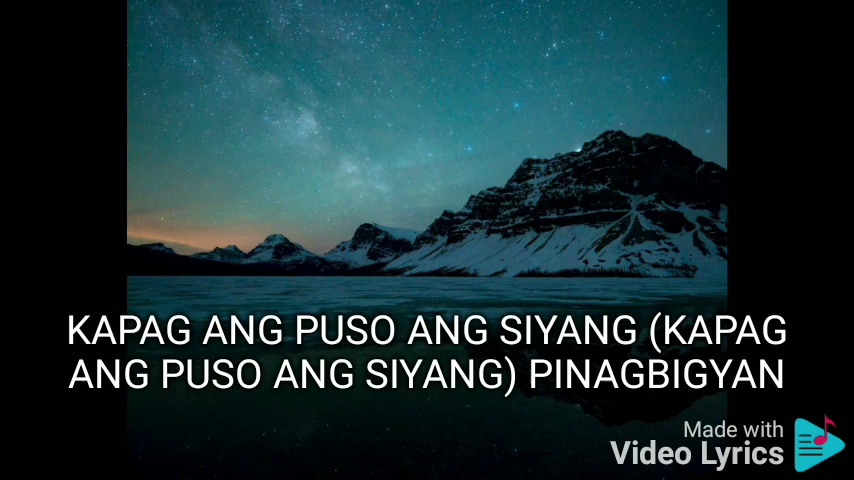 KAPAG ANG PUSO ANG SIYANG (KAPAG
ANG PUSO ANG SIYANG) PINAGBIGYAN
Made with
Video Lyrics